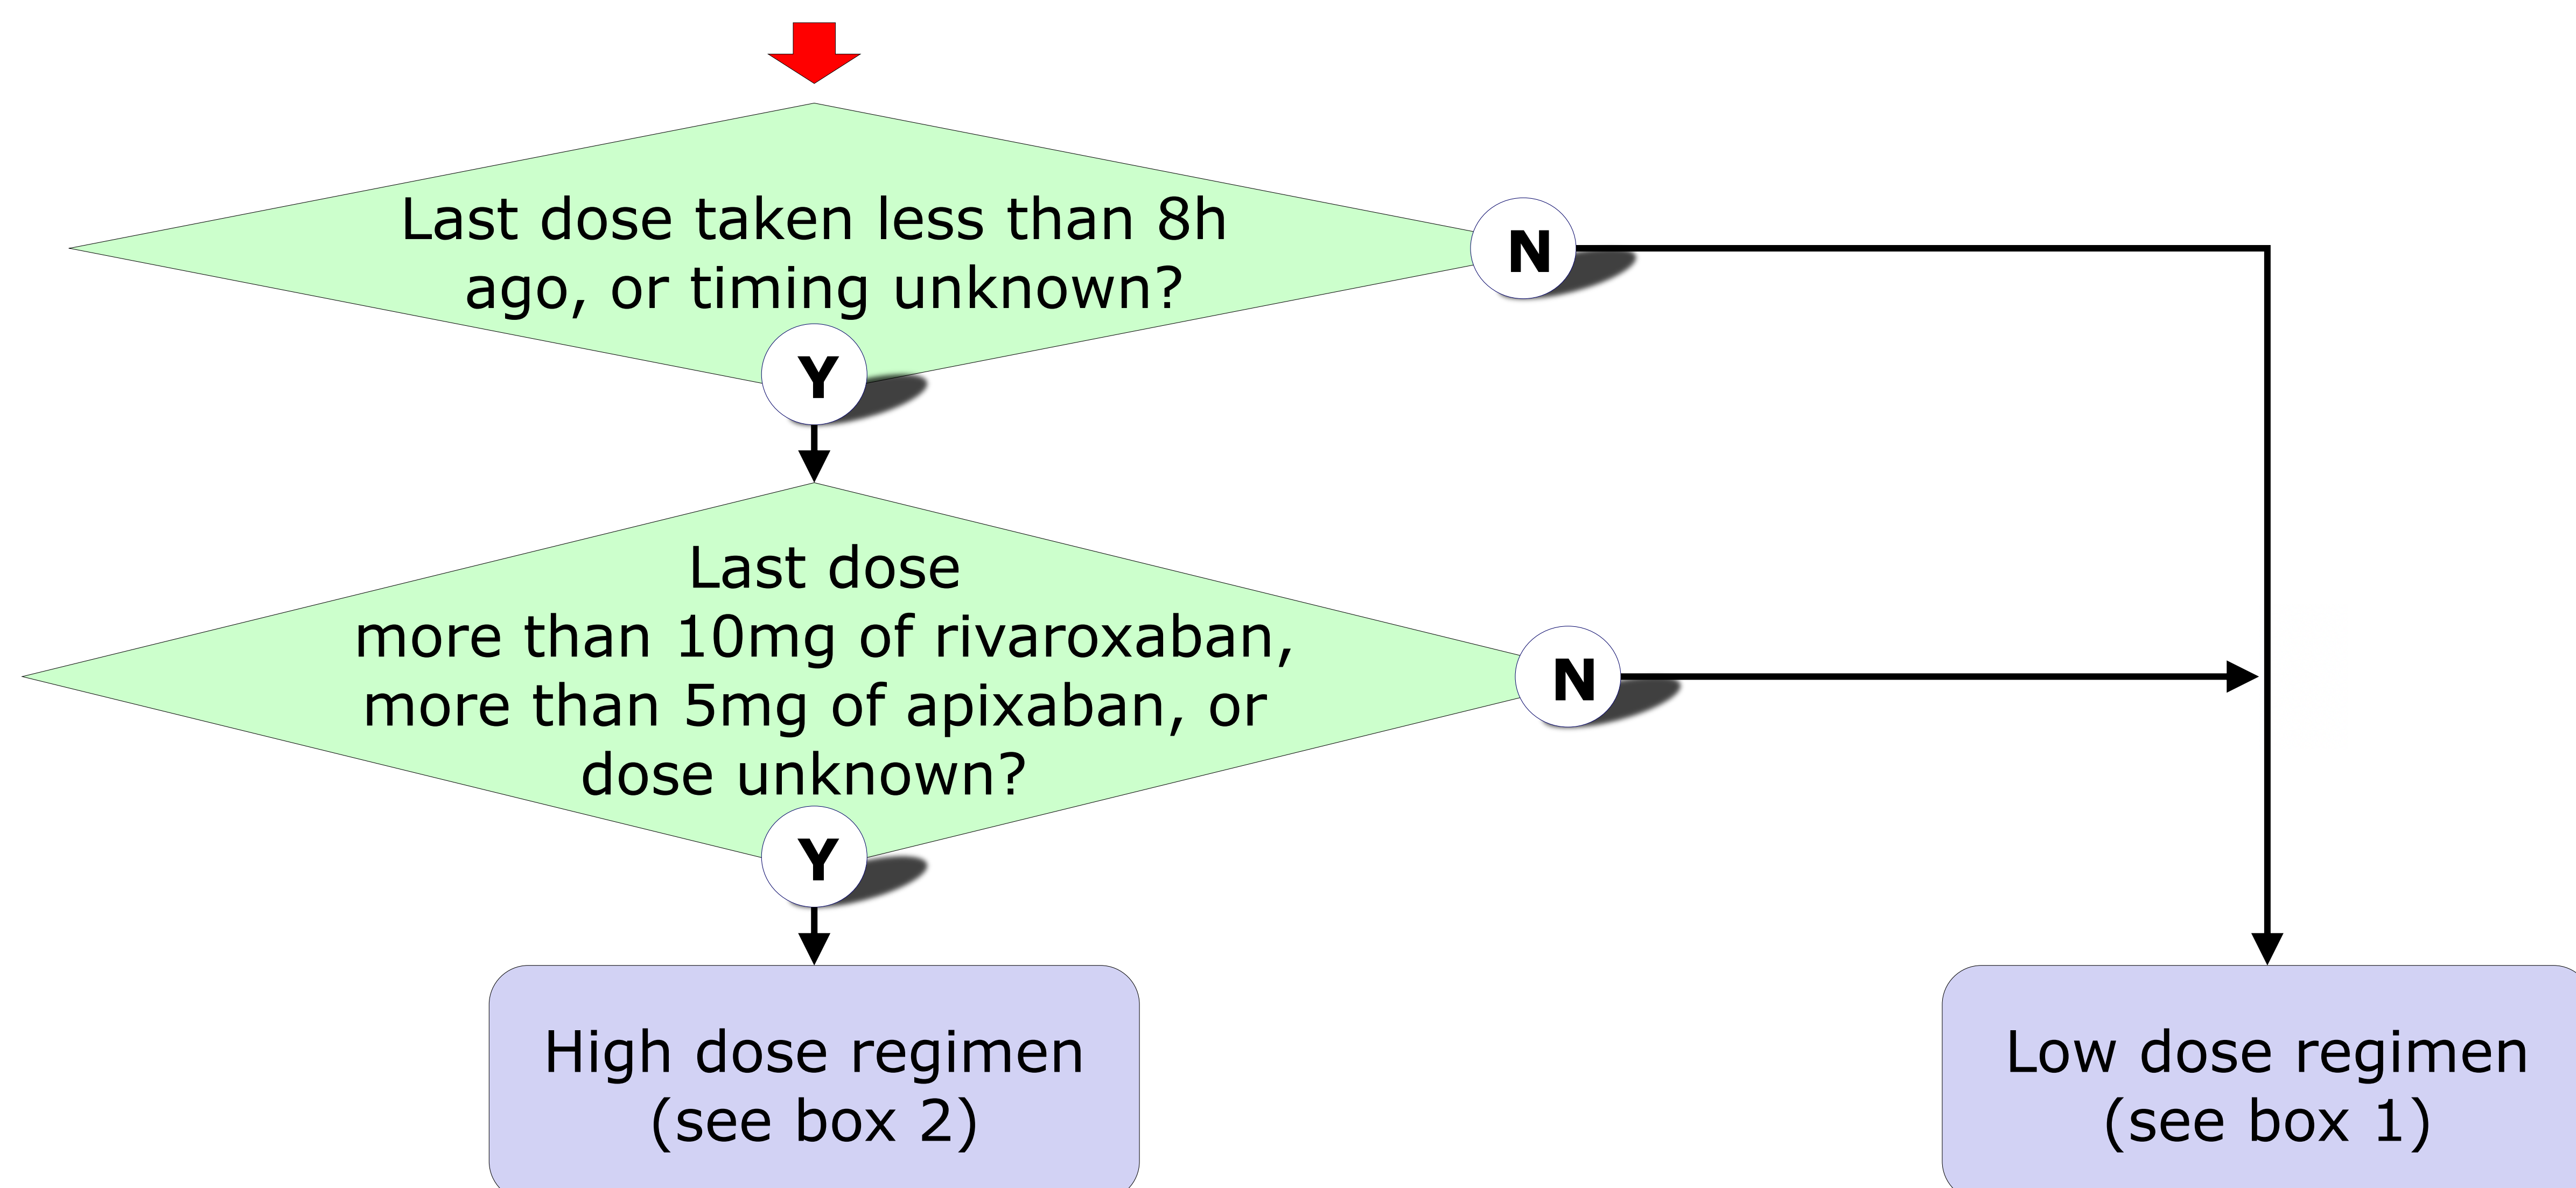 Last dose taken less than 8h
ago, or timing unknown?
N
Y
Last dose
more than 10mg of rivaroxaban,
more than 5mg of apixaban, or
dose unknown?
N
Y
High dose regimen
(see box 2)
Low dose regimen
(see box 1)